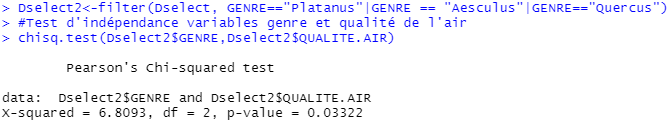 > Dselect2<-filter(Dselect, GENRE=="Platanus"|GENRE == "Aesculus"|GENRE=="Quercus")
> #Test d'indépendance variables genre et qualité de l'air
> chisq.test(Dselect2$GENRE,Dselect2$QUALITE.AIR)
Pearson's Chi-squared test
data:  Dselect2$GENRE and Dselect2$QUALITE.AIR
X-squared = 6.8093, df = 2, p-value = 0.03322